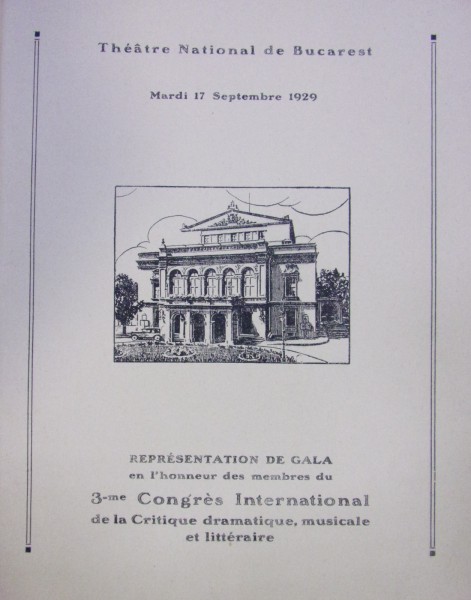 Théâtre National de Bucarest
Mardi 17 Septembre 1929
REPRÉSENTATION DE GALA
en l'honneur des membres du
3-me Congrès International
de la Critique dramatique, musicale
et littéraire